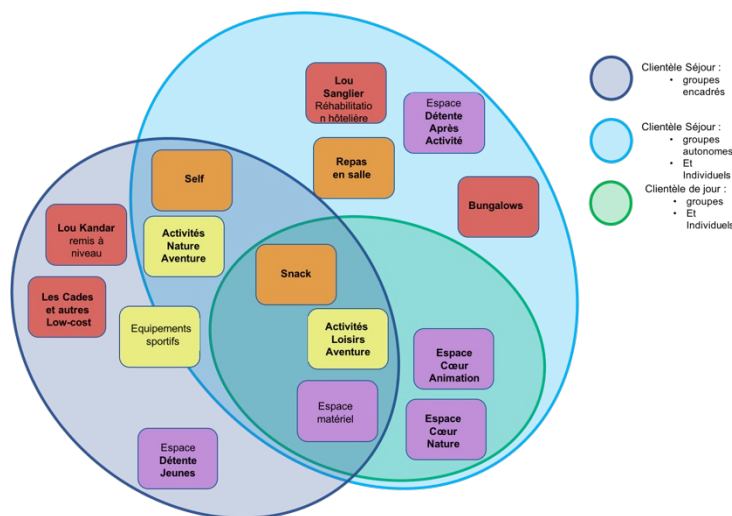 Lou
Sanglier
Réhabilitatio
n hôtelière
Espace
Détente
Après
Activité
Repas
en salle
Self
Bungalows
Lou Kandar
remis à
niveau
Activités
Nature
Aventure
Snack
Les Cades
et autres
Low-cost
Equipements
sportifs
Activités
Loisirs
Aventure
Espace
Cœur
Animation
Espace
matériel
Espace
Cœur
Nature
Espace
Détente
Jeunes
Clientèle Séjour :
• groupes
encadrés
Clientèle Séjour :
• groupes
autonomes
• Et
Individuels
Clientèle de jour :
• groupes
• Et
Individuels